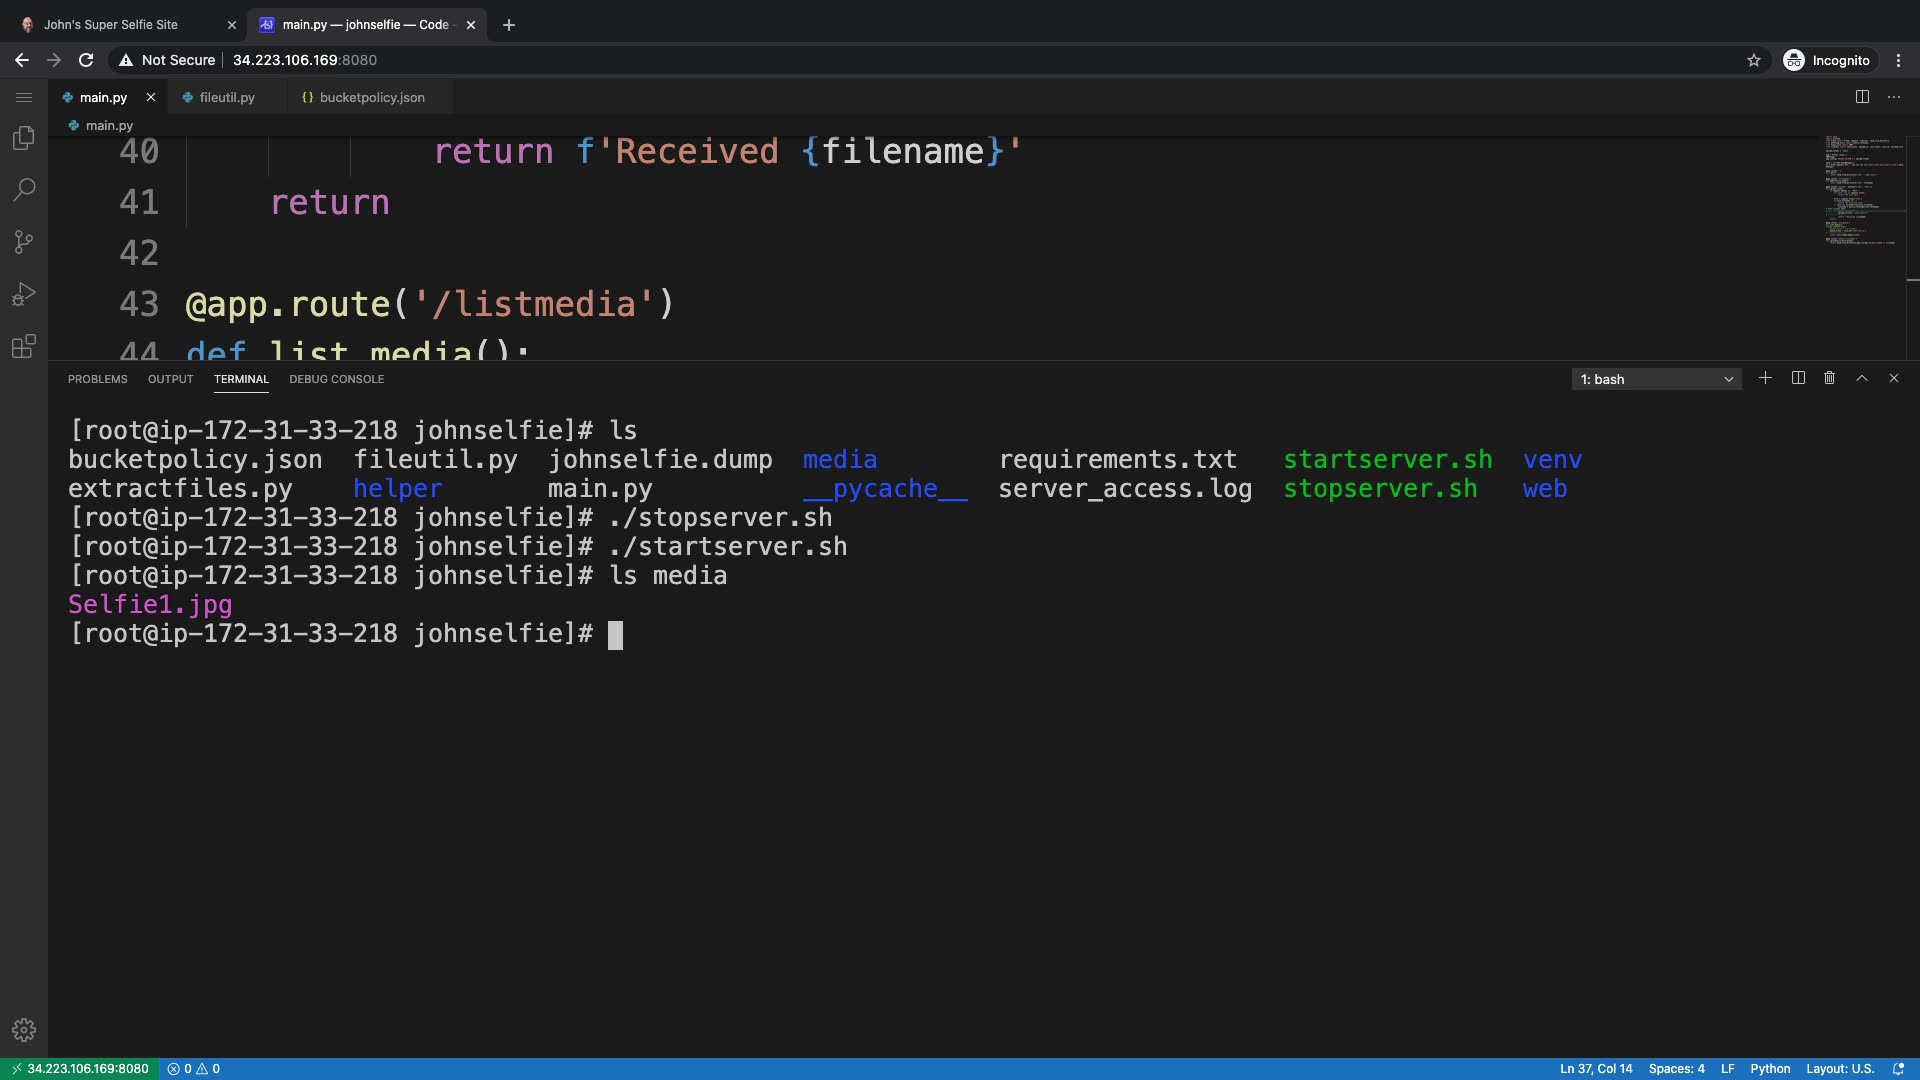 John's Super Selfie Site
main.py — johnselfie — Code -
Not Secure
34.223.106.169:8080
Incognito
main.py
fileutil.py
{} bucketpolicy.json
main.py
40 return f'Received {filename}'
41 return
42
43 @app.route('/listmedia')
44 def list_media():
PROBLEMS
OUTPUT
TERMINAL
DEBUG CONSOLE
1: bash
[root@ip-172-31-33-218 johnselfie]# ls
bucketpolicy.json fileutil.py johnselfie.dump media requirements.txt startserver.sh venv
extractfiles.py helper main.py __pycache__ server_access.log stopserver.sh web
[root@ip-172-31-33-218 johnselfie]# ./stopserver.sh
[root@ip-172-31-33-218 johnselfie]# ./startserver.sh
[root@ip-172-31-33-218 johnselfie]# ls media
Selfie1.jpg
[root@ip-172-31-33-218 johnselfie]#
34.223.106.169:8080
0
0
Ln 37, Col 14
Spaces: 4
LF
Python
Layout: U.S.